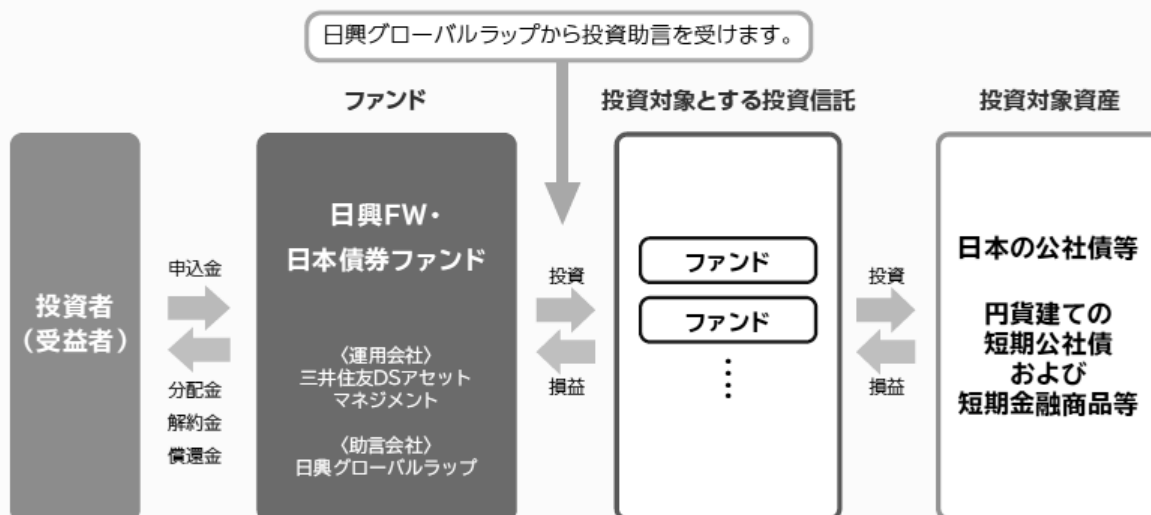 日興グローバルラップから投資助言を受けます。
ファンド
投資対象とする投資信託
投資対象資産
投資者
（受益者）
申込金
分配金
解約金
償還金
日興FW・
日本債券ファンド
〈運用会社〉
三井住友DSアセット
マネジメント
〈助言会社〉
日興グローバルラップ
投資
損益
ファンド
ファンド
⋮
投資
損益
日本の公社債等
円貨建ての
短期公社債
および
短期金融商品等